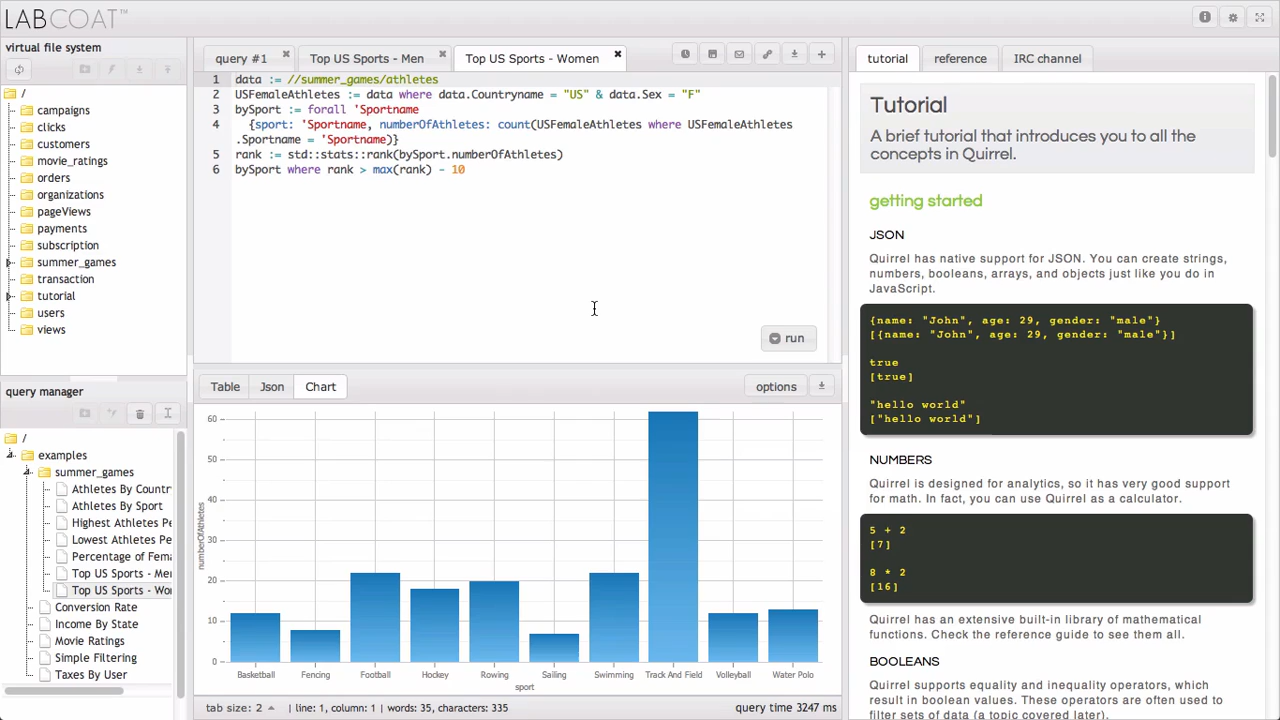 LABCOAT™
virtual file system
/
campaigns
clicks
customers
movie_ratings
orders
organizations
pageViews
payments
subscription
summer_games
transaction
tutorial
users
views
query manager
/
examples
summer_games
Athletes By Countr
Athletes By Sport
Highest Athletes Pe
Lowest Athletes Pe
Percentage of Fema
Top US Sports - Men
Top US Sports - Wor
Conversion Rate
Income By State
Movie Ratings
Simple Filtering
Taxes By User
query #1
Top US Sports - Men
Top US Sports - Women
1 data := //summer_games/athletes
2 USFemaleAthletes := data where data.Countryname = "US" & data.Sex = "F"
3 bySport := forall 'Sportname
4 {sport: 'Sportname, numberOfAthletes: count(USFemaleAthletes where USFemaleAthletes
.Sportname = 'Sportname)}
5 rank := std::stats::rank(bySport.numberOfAthletes)
6 bySport where rank > max(rank) - 10
run
Table Json Chart options
numberOfAthletes
60
50
40
30
20
10
0
Basketball Fencing Football Hockey Rowing Sailing Swimming Track And Field Volleyball Water Polo
sport
tab size: 2 | line: 1, column: 1 | words: 35, characters: 335 query time 3247 ms
tutorial reference IRC channel
Tutorial
A brief tutorial that introduces you to all the
concepts in Quirrel.
getting started
JSON
Quirrel has native support for JSON. You can create strings,
numbers, booleans, arrays, and objects just like you do in
JavaScript.
{name: "John", age: 29, gender: "male"}
[{name: "John", age: 29, gender: "male"}]
true
[true]
"hello world"
["hello world"]
NUMBERS
Quirrel is designed for analytics, so it has very good support
for math. In fact, you can use Quirrel as a calculator.
5 + 2
[7]
8 * 2
[16]
Quirrel has an extensive built-in library of mathematical
functions. Check the reference guide to see them all.
BOOLEANS
Quirrel supports equality and inequality operators, which
result in boolean values. These operators are often used to
filter sets of data (a topic covered later).